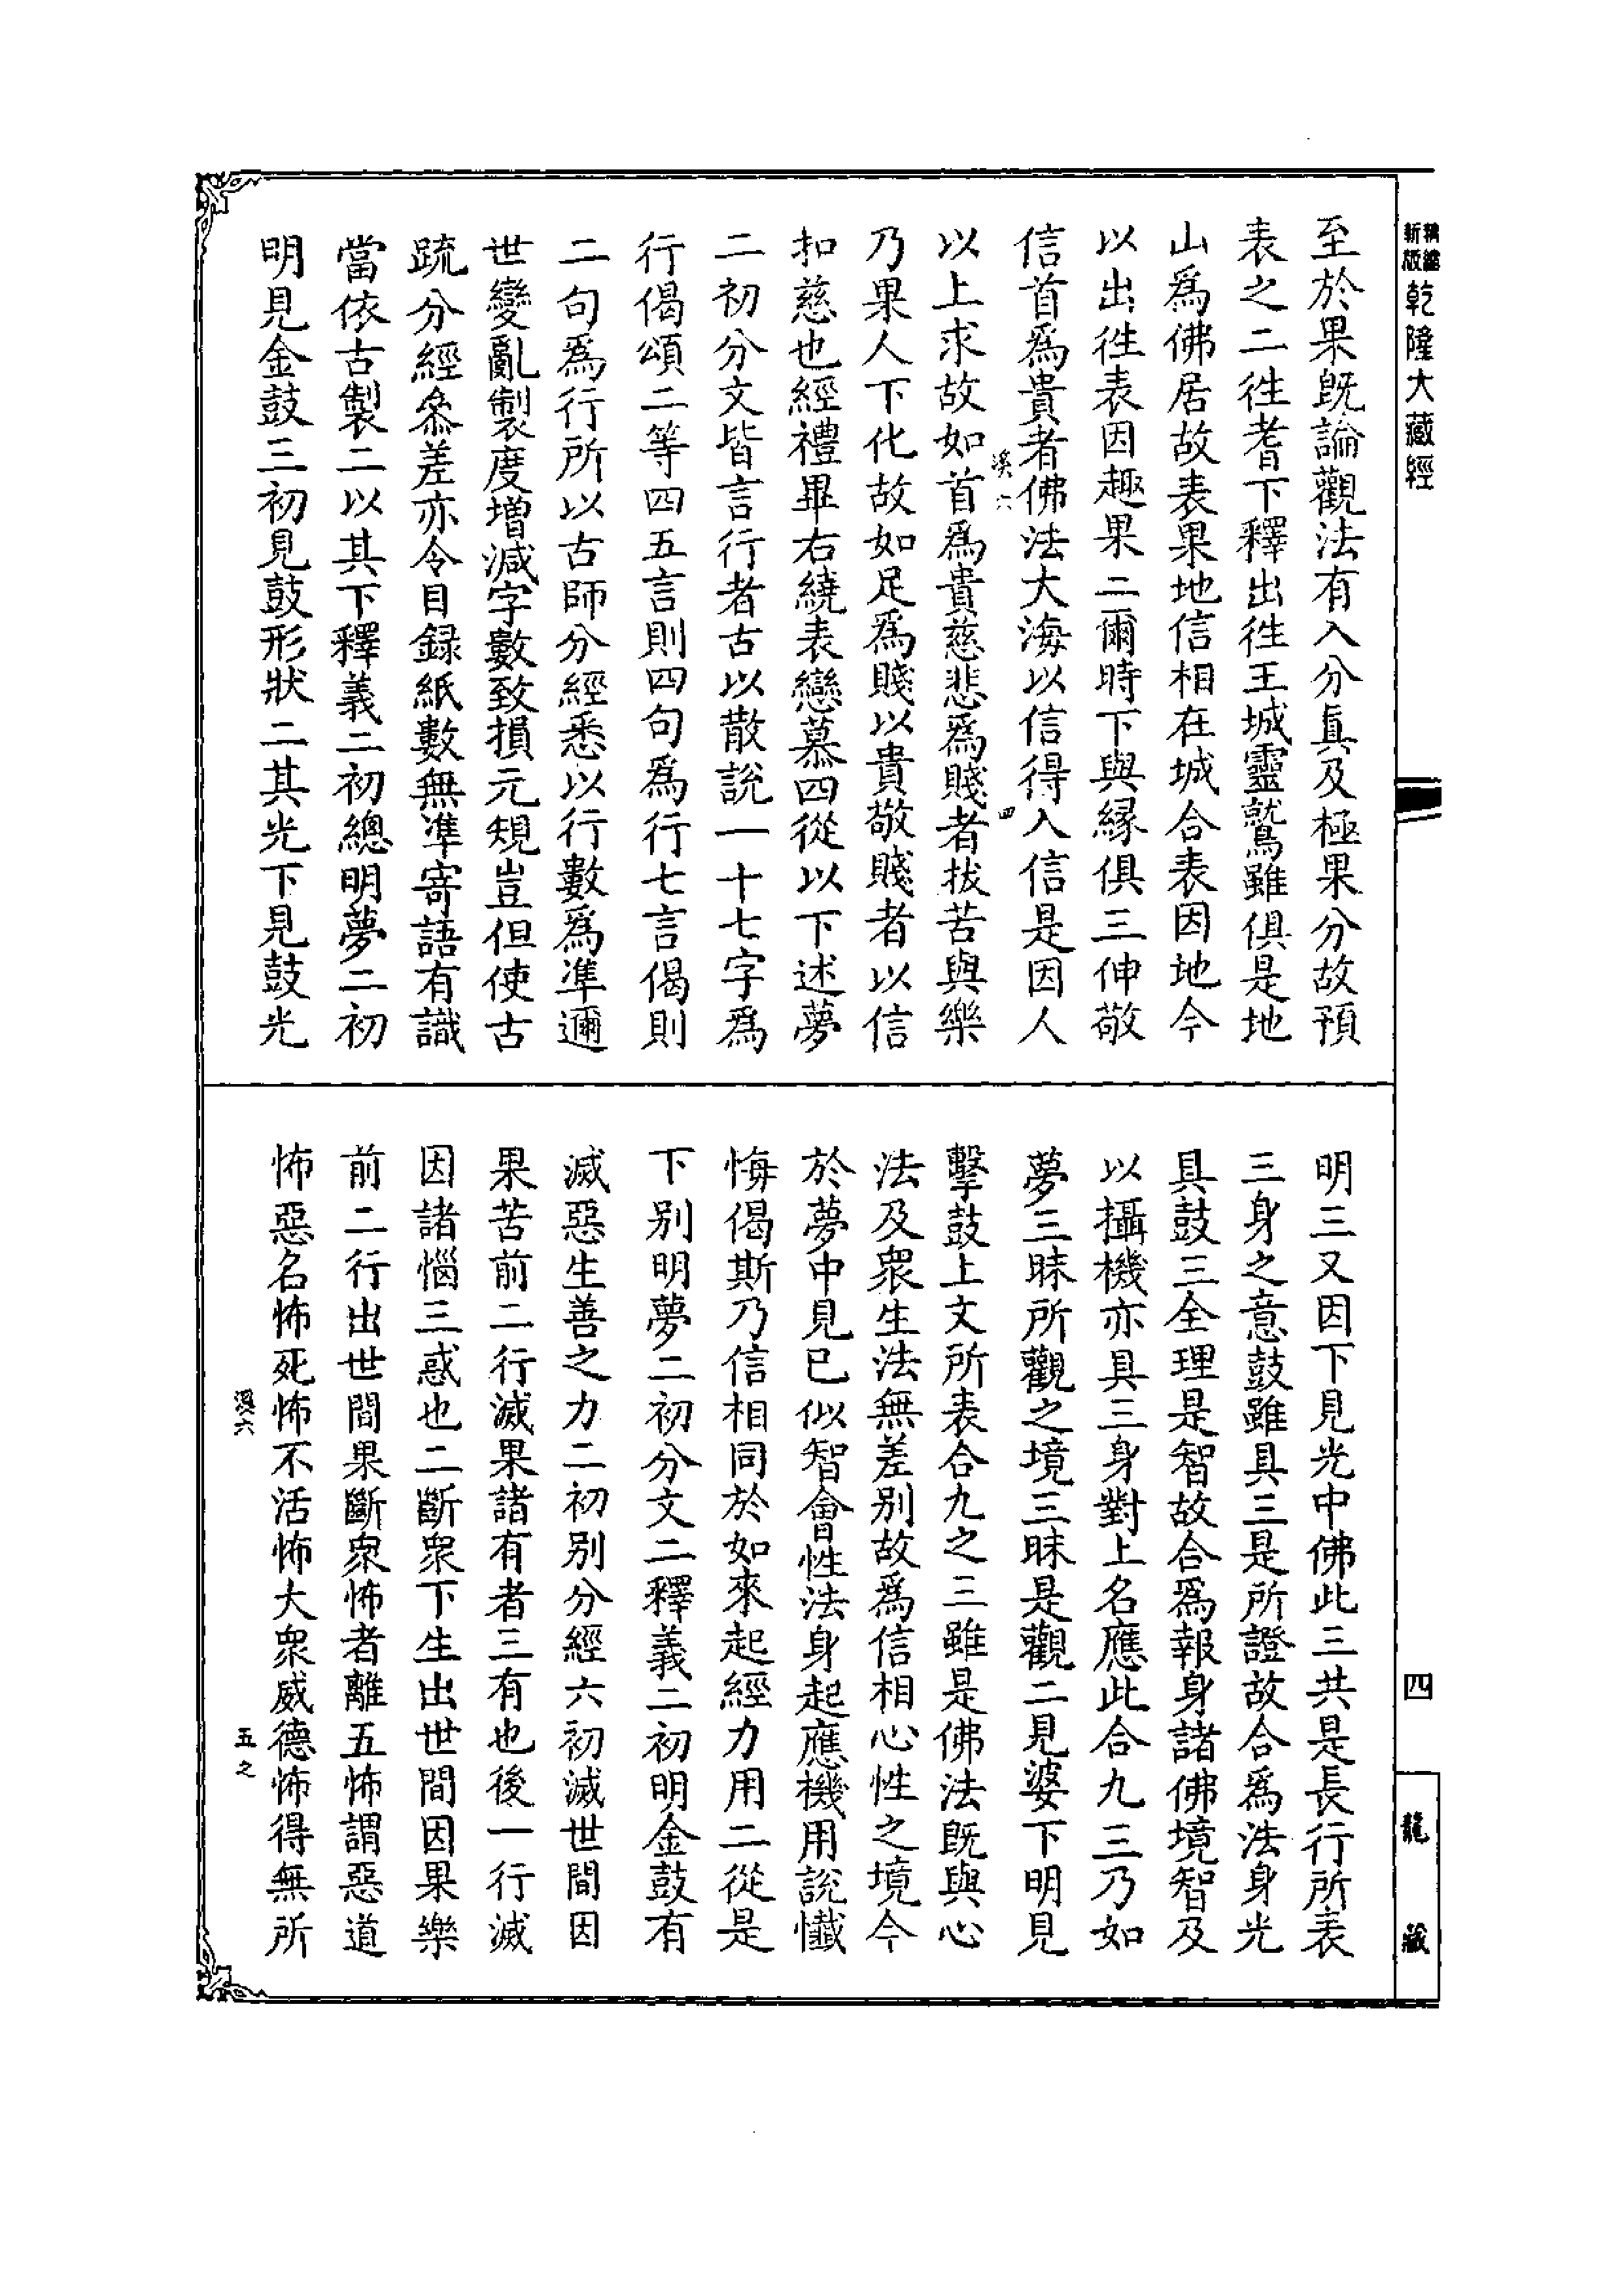 精縮
新版
乾隆大藏經
四
龍藏
至於果既論觀法有入分真及極果分故預
表之二徃耆下釋出徃王城靈鷲雖俱是地
山爲佛居故表果地信相在城合表因地今
以出徃表因趣果二爾時下與緣俱三伸敬
信首爲貴者佛法大海以信得入信是因人
溪六
四
以上求故如首爲貴慈悲爲賤者拔苦與樂
乃果人下化故如足爲賤以貴敬賤者以信
扣慈也經禮畢右繞表戀慕四從以下述夢
二初分文皆言行者古以散說一十七字爲
行偈頌二等四五言則四句爲行七言偈則
二句爲行所以古師分經悉以行數爲準邇
世變亂製度增減字數致損元規豈但使古
䟽分經叅差亦令目録紙數無準寄語有識
當依古製二以其下釋義二初總明夢二初
明見金鼓三初見鼓形狀二其光下見鼓光
明三又因下見光中佛此三共是長行所表
三身之意鼓雖具三是所證故合爲法身光
具鼓三全理是智故合爲報身諸佛境智及
以攝機亦具三身對上名應此合九三乃如
夢三昧所觀之境三昧是觀二見婆下明見
擊鼓上文所表合九之三雖是佛法既與心
法及衆生法無差别故爲信相心性之境今
於夢中見已似智會性法身起應機用說懺
悔偈斯乃信相同於如來起經力用二從是
下别明夢二初分文二釋義二初明金鼓有
滅惡生善之力二初别分經六初滅世間因
果苦前二行滅果諸有者三有也後一行滅
因諸惱三惑也二斷衆下生出世間因果樂
前二行出世間果斷衆怖者離五怖謂惡道
怖惡名怖死怖不活怖大衆威德怖得無所
溪六
五之